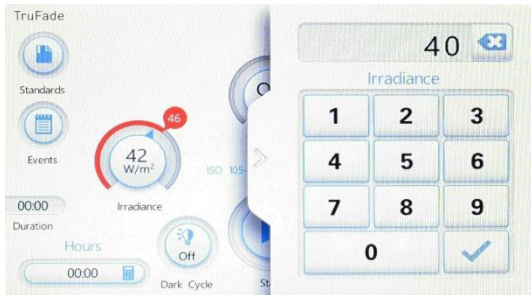 TruFade
Standards
Events
46
42
W/m²
Irradiance
ISO 105-
00:00
Duration
Hours
00:00
Off
Dark Cycle
40
Irradiance
1 2 3
4 5 6
7 8 9
0